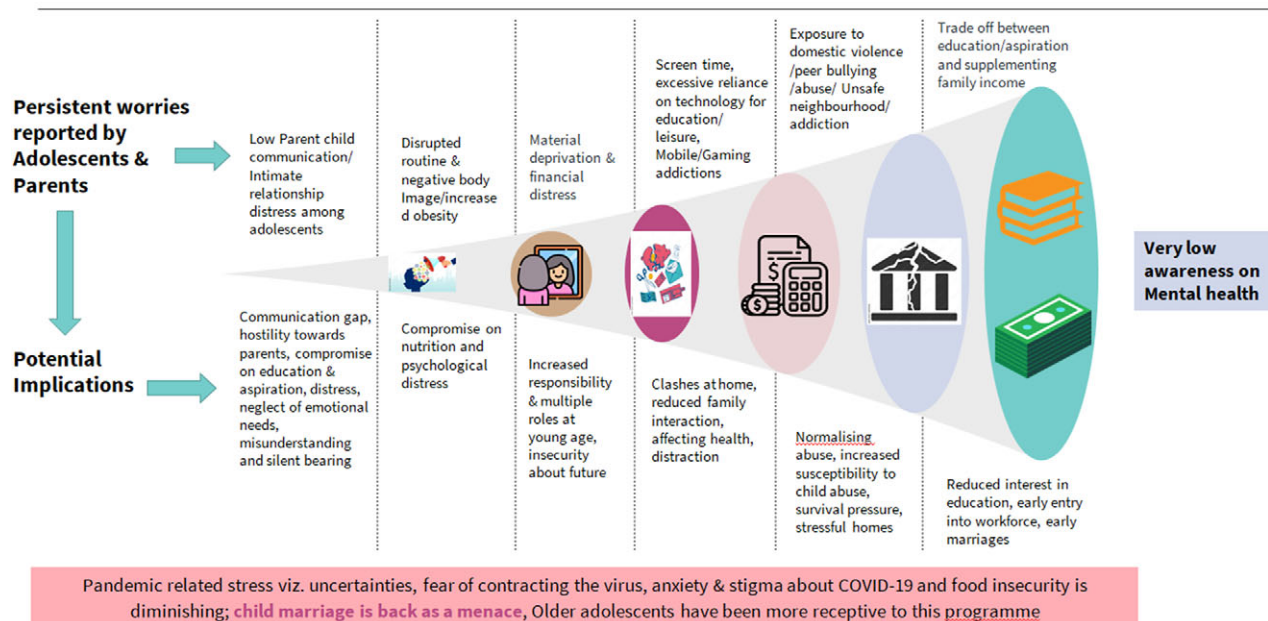 Persistent worries
reported by
Adolescents &
Parents
Low Parent child
communication/
Intimate
relationship
distress among
adolescents
Disrupted
routine &
negative body
Image/increase
d obesity
Material
deprivation &
financial
distress
Screen time,
excessive reliance
on technology for
education/
leisure,
Mobile/Gaming
addictions
Exposure to
domestic violence
/peer bullying
/abuse/ Unsafe
neighbourhood/
addiction
Trade off between
education/aspiration
and supplementing
family income
Very low
awareness on
Mental health
Potential
Implications
Communication gap,
hostility towards
parents, compromise
on education &
aspiration, distress,
neglect of emotional
needs,
misunderstanding
and silent bearing
Compromise on
nutrition and
psychological
distress
Increased
responsibility
& multiple
roles at
young age,
insecurity
about future
Clashes at home,
reduced family
interaction,
affecting health,
distraction
Normalising
abuse, increased
susceptibility to
child abuse,
survival pressure,
stressful homes
Reduced interest in
education, early entry
into workforce, early
marriages
Pandemic related stress viz. uncertainties, fear of contracting the virus, anxiety & stigma about COVID-19 and food insecurity is
diminishing; child marriage is back as a menace, Older adolescents have been more receptive to this programme